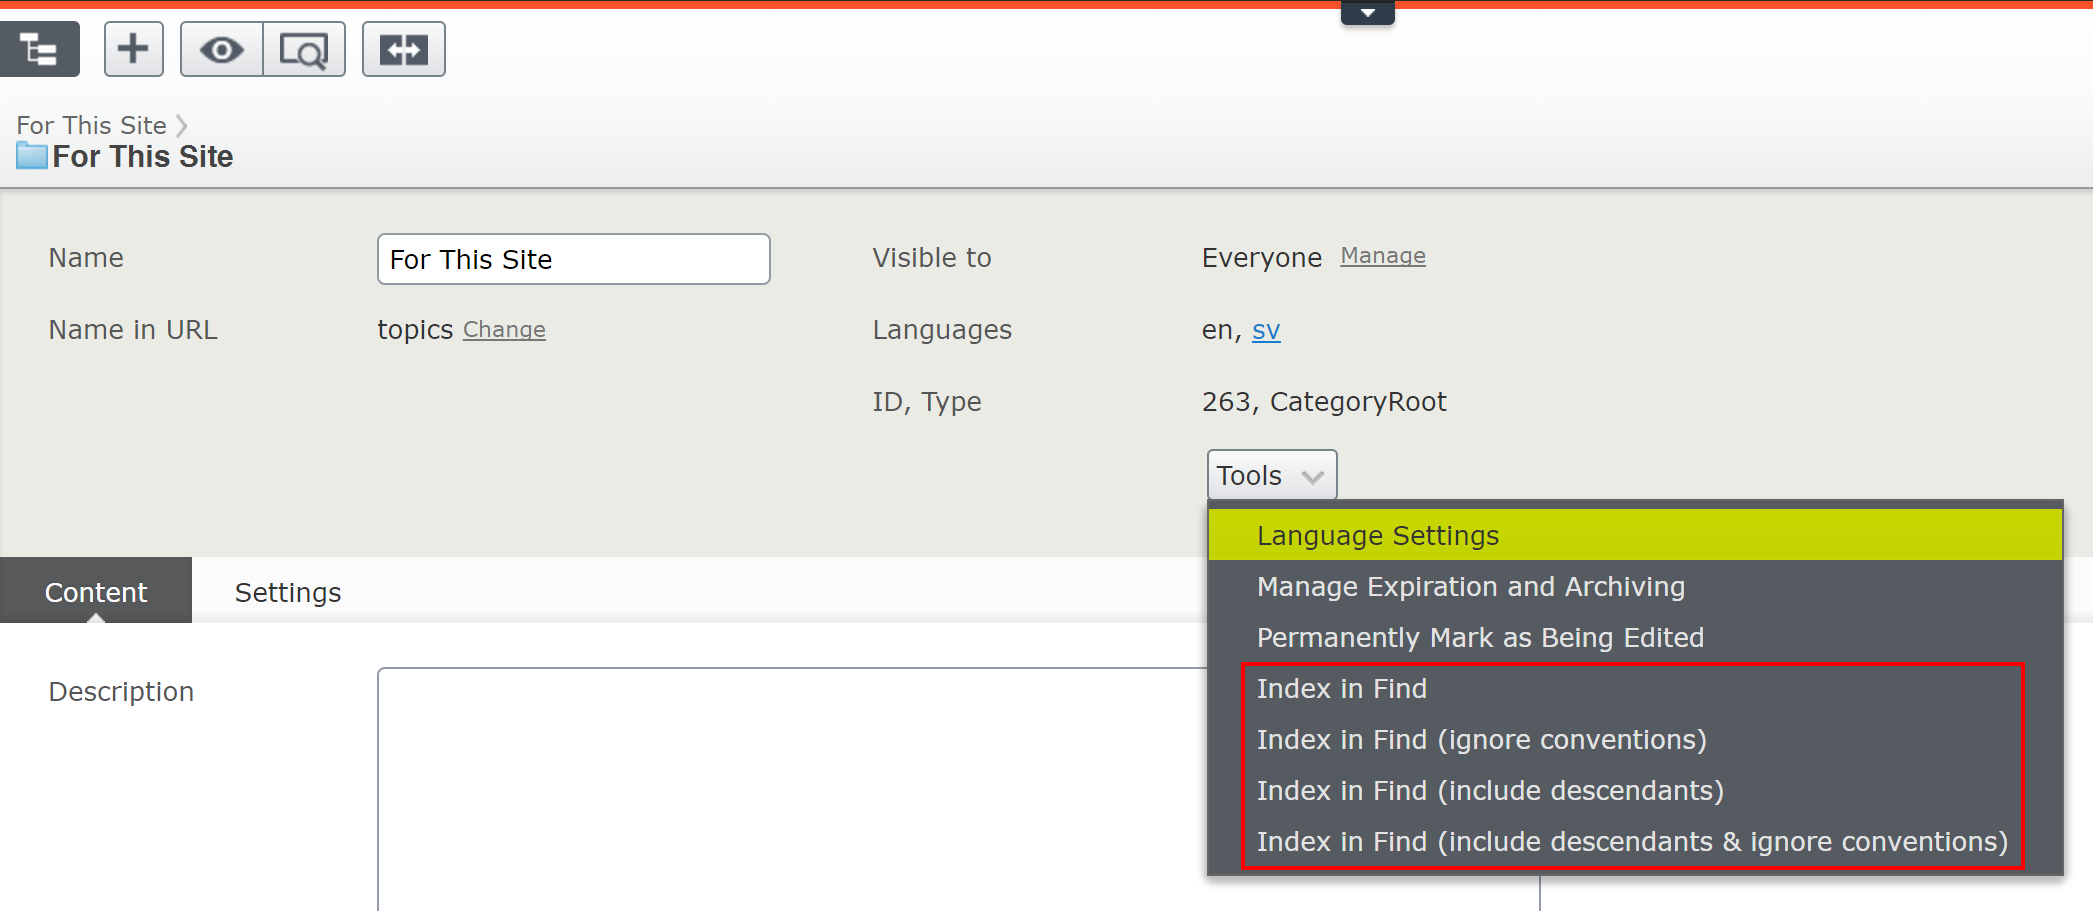 For This Site
For This Site
Name
For This Site
Visible to
Everyone Manage
Name in URL
topics Change
Languages
en, sv
ID, Type
263, CategoryRoot
Tools
Language Settings
Manage Expiration and Archiving
Permanently Mark as Being Edited
Index in Find
Index in Find (ignore conventions)
Index in Find (include descendants)
Index in Find (include descendants & ignore conventions)
Content
Settings
Description